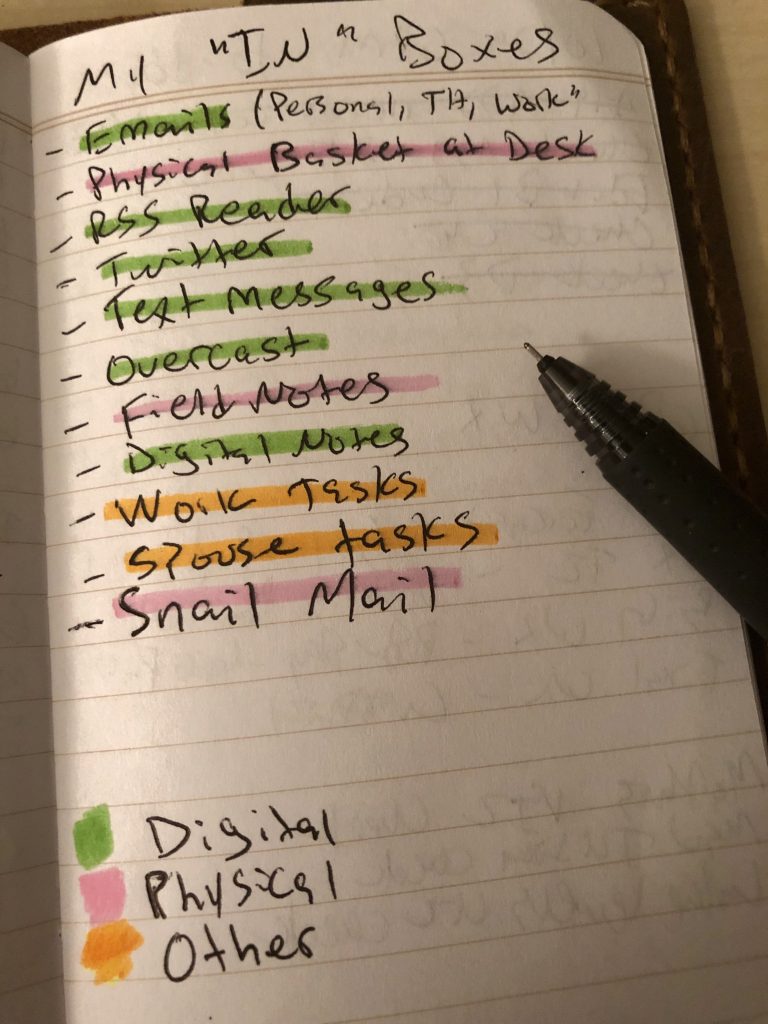 My "IN" Boxes
- Emails (Personal, TH, Work"
- Physical Basket at Desk
- RSS Reader
- Twitter
- Text Messages
- Overcast
- Field Notes
- Digital Notes
- Work Tasks
- Spouse tasks
- Snail Mail
Digital
Physical
Other